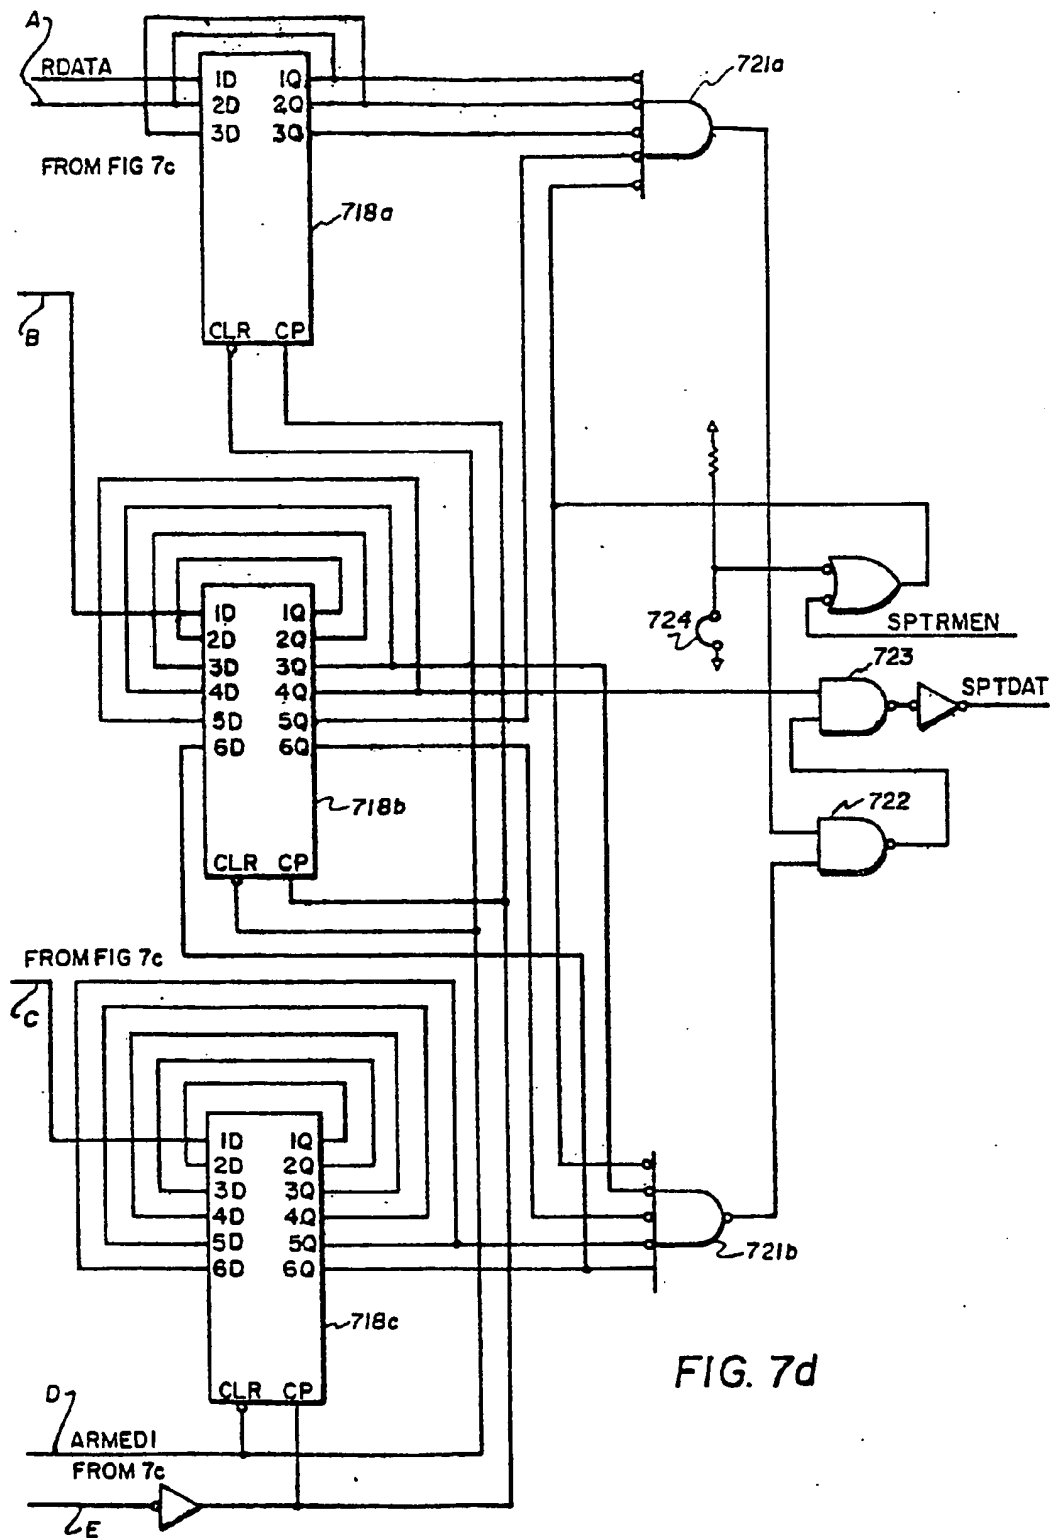 A
RDATA
1D 1Q
2D 2Q
3D 3Q
721a
FROM FIG 7c
718a
B
CLR CP
724
SPTRMEN
1D 1Q
2D 2Q
3D 3Q
4D 4Q
5D 5Q
6D 6Q
723
SPTDAT
718b
722
CLR CP
FROM FIG 7c
C
1D 1Q
2D 2Q
3D 3Q
4D 4Q
5D 5Q
6D 6Q
721b
718c
FIG. 7d
CLR CP
D
ARMED1
FROM 7c
E